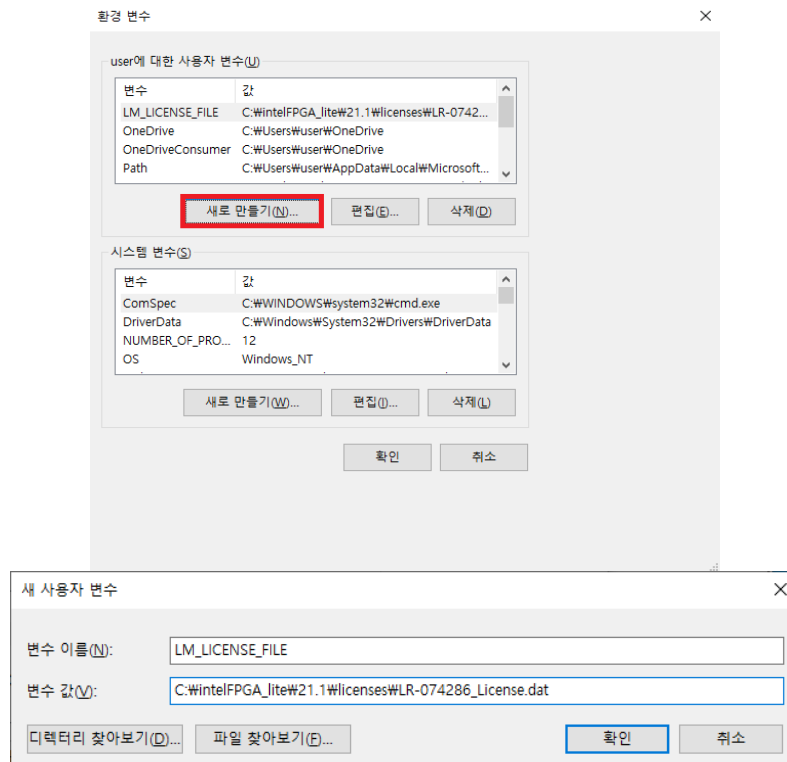 환경 변수
user에 대한 사용자 변수(U)
변수 값
LM_LICENSE_FILE C:₩intelFPGA_lite₩21.1₩licenses₩LR-0742...
OneDrive C:₩Users₩user₩OneDrive
OneDriveConsumer C:₩Users₩user₩OneDrive
Path C:₩Users₩user₩AppData₩Local₩Microsoft...
새로 만들기(N)... 편집(E)... 삭제(D)
시스템 변수(S)
변수 값
ComSpec C:₩WINDOWS₩system32₩cmd.exe
DriverData C:₩Windows₩System32₩Drivers₩DriverData
NUMBER_OF_PRO... 12
OS Windows_NT
새로 만들기(W)... 편집(I)... 삭제(L)
확인 취소
새 사용자 변수
변수 이름(N): LM_LICENSE_FILE
변수 값(V): C:₩intelFPGA_lite₩21.1₩licenses₩LR-074286_License.dat
디렉터리 찾아보기(D)... 파일 찾아보기(F)... 확인 취소